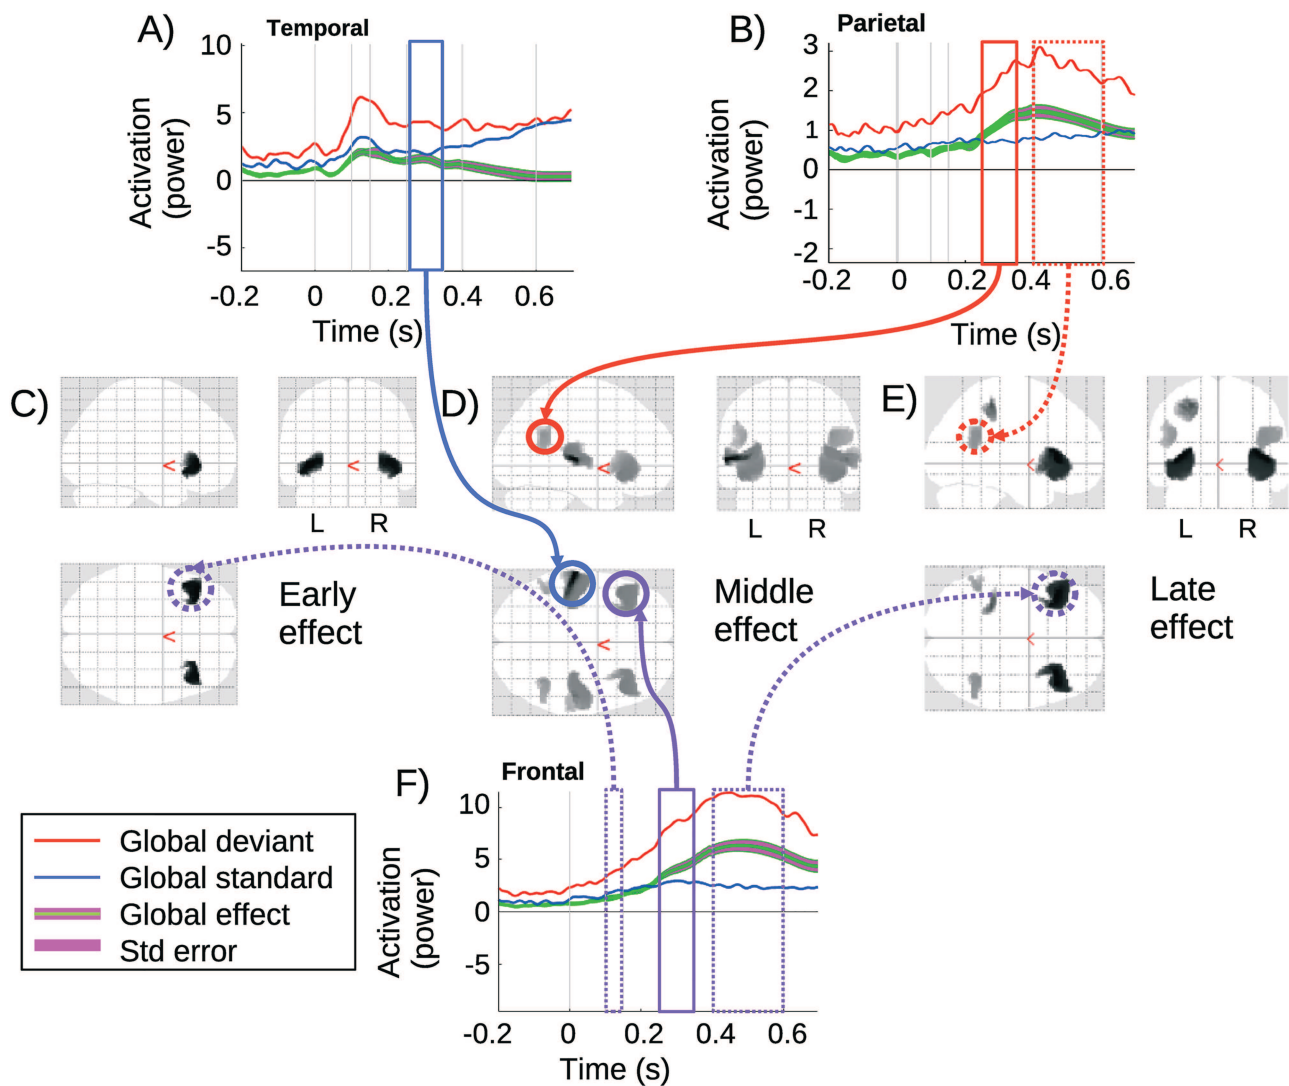 A)
Temporal
Activation
(power)
10
5
0
-5
-0.2
0
0.2
0.4
0.6
Time (s)
B)
Parietal
Activation
(power)
3
2
1
0
-1
-2
-0.2
0
0.2
0.4
0.6
Time (s)
C)
<
<
L R
<
Early
effect
D)
<
<
L R
<
Middle
effect
E)
<
<
L R
<
Late
effect
F)
Frontal
Activation
(power)
10
5
0
-5
-0.2
0
0.2
0.4
0.6
Time (s)
Global deviant
Global standard
Global effect
Std error